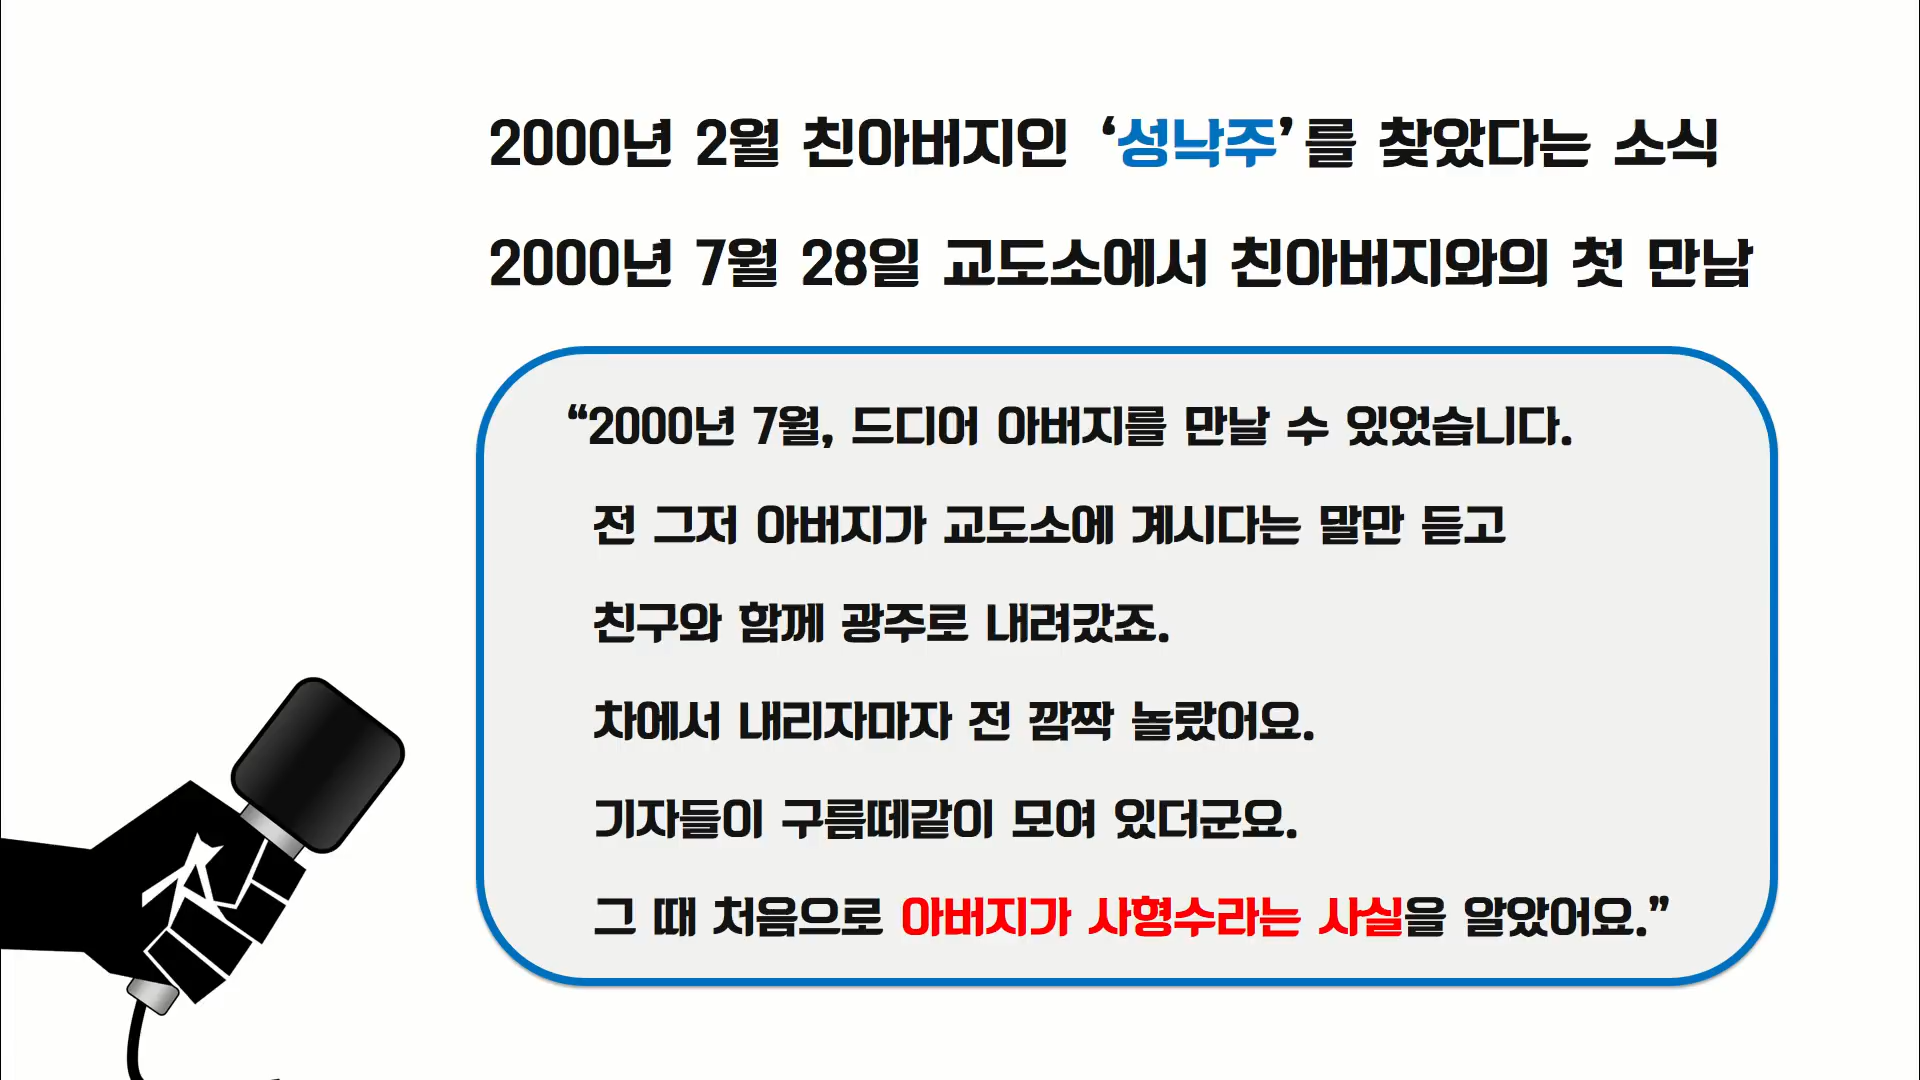 2000년 2월 친아버지인 ‘성낙주’를 찾았다는 소식
2000년 7월 28일 교도소에서 친아버지와의 첫 만남
“2000년 7월, 드디어 아버지를 만날 수 있었습니다.
전 그저 아버지가 교도소에 계시다는 말만 듣고
친구와 함께 광주로 내려갔죠.
차에서 내리자마자 전 깜짝 놀랐어요.
기자들이 구름떼같이 모여 있더군요.
그 때 처음으로 아버지가 사형수라는 사실을 알았어요.”